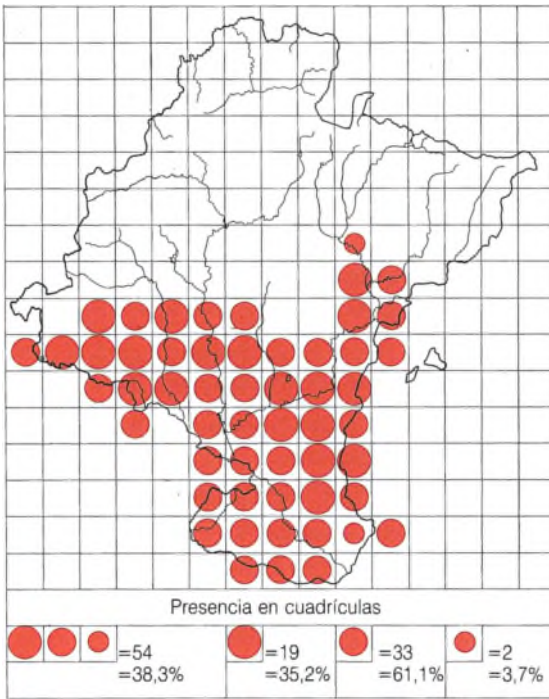 Presencia en cuadrículas
=54 =19 =33 =2
=38,3% =35,2% =61,1% =3,7%